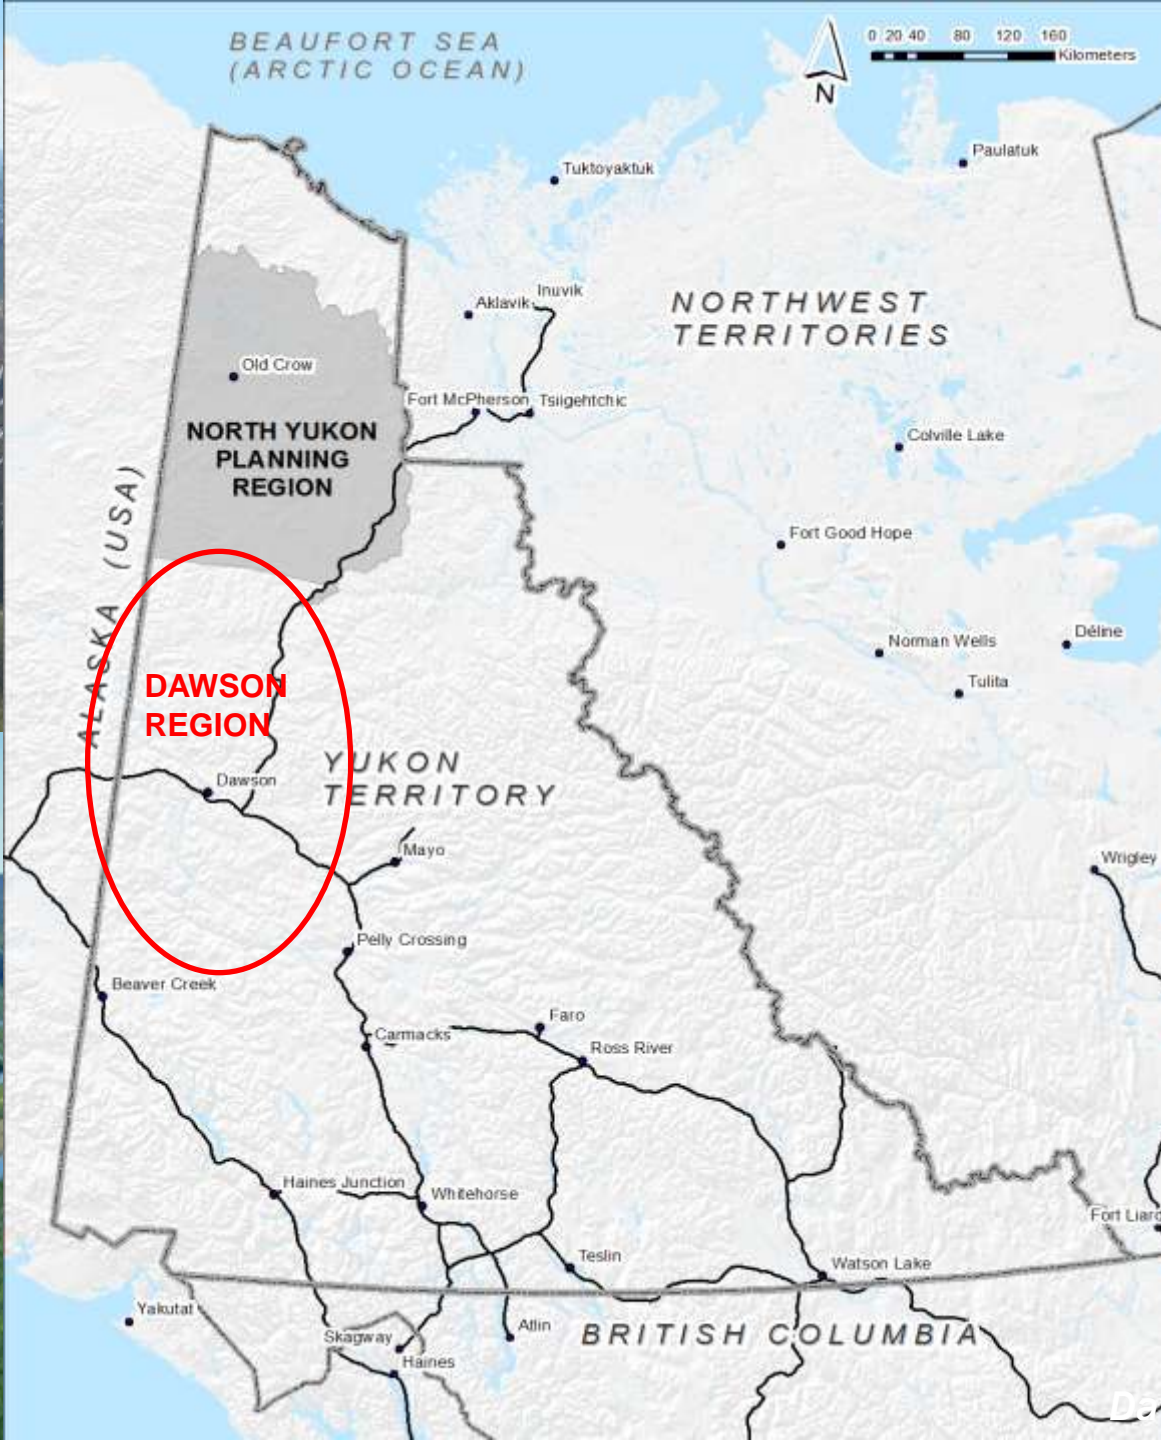 BEAUFORT SEA
(ARCTIC OCEAN)
0 20 40 80 120 160
Kilometers
N
Paulatuk
Tuktoyaktuk
Inuvik
Aklavik
NORTHWEST
TERRITORIES
Old Crow
Fort McPherson
Tsiigehtchic
NORTH YUKON
PLANNING
REGION
Colville Lake
ALASKA (USA)
Fort Good Hope
Déline
Norman Wells
Tulita
DAWSON
REGION
YUKON
TERRITORY
Dawson
Mayo
Wrigley
Pelly Crossing
Beaver Creek
Faro
Carmacks
Ross River
Haines Junction
Whitehorse
Fort Liard
Teslin
Watson Lake
Yakutat
Skagway
Atlin
BRITISH COLUMBIA
Haines